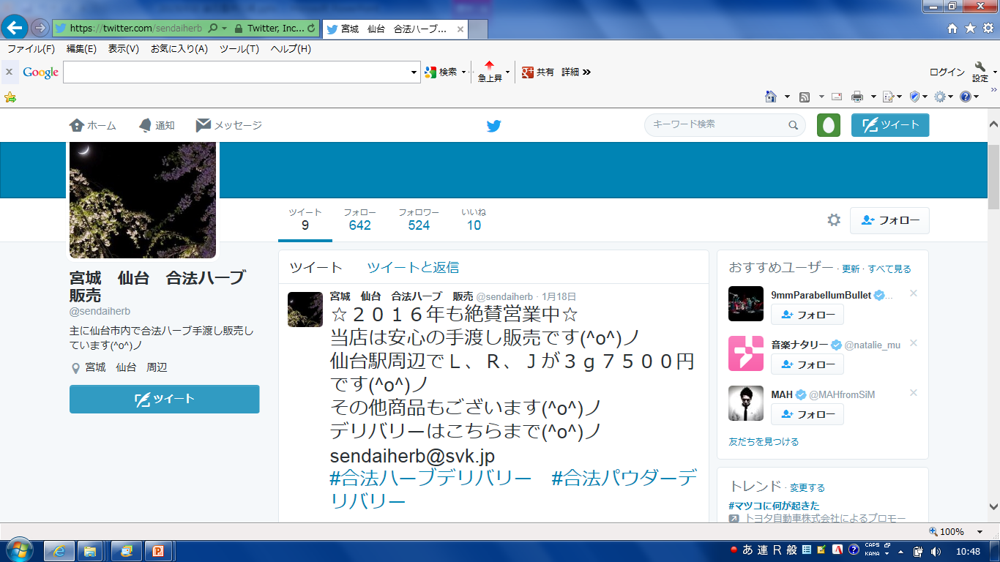 https://twitter.com/sendaiherb
Twitter, Inc...
宮城　仙台　合法ハーブ...
ファイル(F)
編集(E)
表示(V)
お気に入り(A)
ツール(T)
ヘルプ(H)
Google
検索
急上昇
共有
詳細
ログイン
設定
ホーム
通知
メッセージ
キーワード検索
ツイート
ツイート
9
フォロー
642
フォロワー
524
いいね
10
フォロー
宮城　仙台　合法ハーブ
販売
@sendaiherb
主に仙台市内で合法ハーブ手渡し販売し
ています(^o^)ノ
宮城　仙台　周辺
ツイート
ツイート　ツイートと返信
宮城　仙台　合法ハーブ　販売 @sendaiherb · 1月18日
☆２０１６年も絶賛営業中☆
当店は安心の手渡し販売です(^o^)ノ
仙台駅周辺でＬ、Ｒ、Ｊが３ｇ７５００円
です(^o^)ノ
その他商品もございます(^o^)ノ
デリバリーはこちらまで(^o^)ノ
sendaiherb@svk.jp
#合法ハーブデリバリー　#合法パウダーデ
リバリー
おすすめユーザー · 更新 · すべて見る
9mmParabellumBullet ...
フォロー
音楽ナタリー @natalie_mu
フォロー
MAH @MAHfromSiM
フォロー
友だちを見つける
トレンド · 変更する
#マツコに何が起きた
トヨタ自動車株式会社によるプロモー
100%
あ 連 R 般
CAPS
KANA
10:48